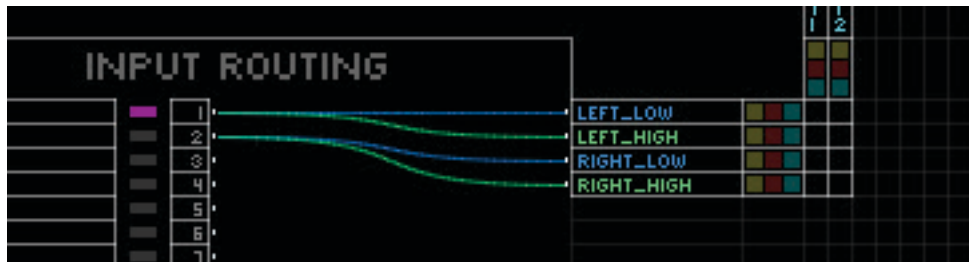 1 2
INPUT ROUTING
1 LEFT_LOW
2 LEFT_HIGH
3 RIGHT_LOW
4 RIGHT_HIGH
5
6